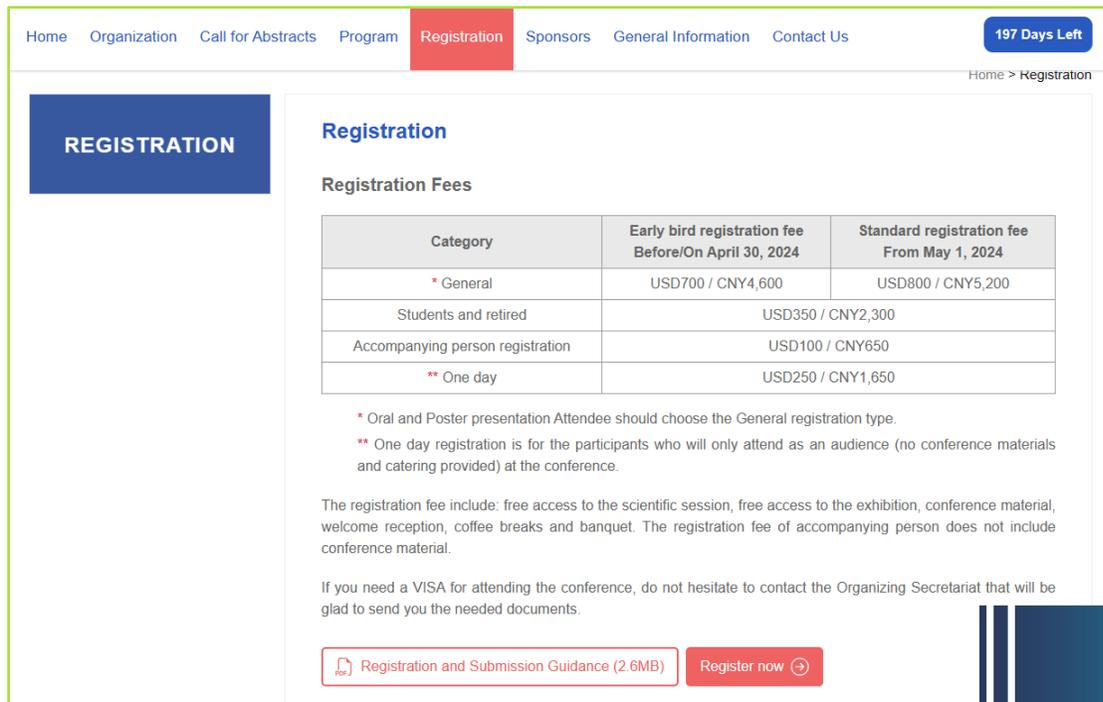 Home Organization Call for Abstracts Program Registration Sponsors General Information Contact Us 197 Days Left
Home > Registration
REGISTRATION
Registration
Registration Fees
Category Early bird registration fee Before/On April 30, 2024 Standard registration fee From May 1, 2024
* General USD700 / CNY4,600 USD800 / CNY5,200
Students and retired USD350 / CNY2,300
Accompanying person registration USD100 / CNY650
** One day USD250 / CNY1,650
* Oral and Poster presentation Attendee should choose the General registration type.
** One day registration is for the participants who will only attend as an audience (no conference materials
and catering provided) at the conference.
The registration fee include: free access to the scientific session, free access to the exhibition, conference material,
welcome reception, coffee breaks and banquet. The registration fee of accompanying person does not include
conference material.
If you need a VISA for attending the conference, do not hesitate to contact the Organizing Secretariat that will be
glad to send you the needed documents.
PDF Registration and Submission Guidance (2.6MB) Register now